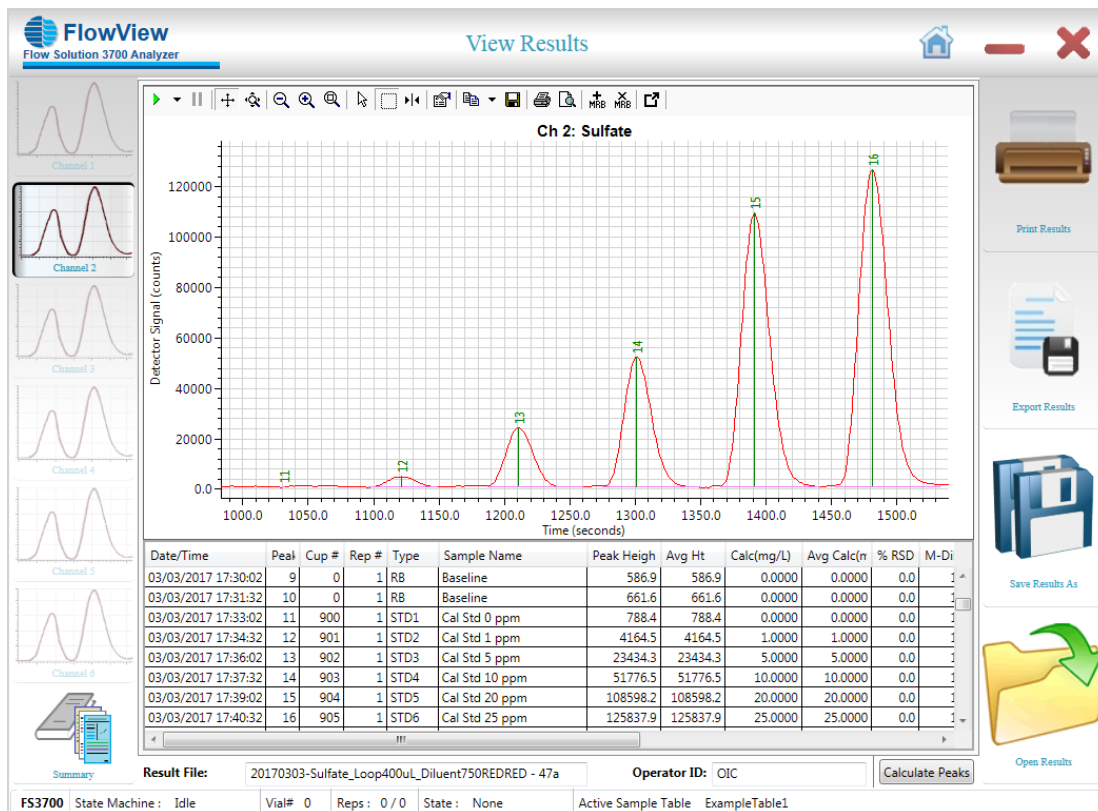 FlowView
Flow Solution 3700 Analyzer
View Results
Channel 1
Channel 2
Channel 3
Channel 4
Channel 5
Channel 6
Summary
MRB MRB
Ch 2: Sulfate
Detector Signal (counts)
120000
100000
80000
60000
40000
20000
0.0
11 12 13 14 15 16
1000.0 1050.0 1100.0 1150.0 1200.0 1250.0 1300.0 1350.0 1400.0 1450.0 1500.0
Time (seconds)
Date/Time Peak Cup # Rep # Type Sample Name Peak Heigh Avg Ht Calc(mg/L) Avg Calc(m % RSD M-Di
03/03/2017 17:30:02 9 0 1 RB Baseline 586.9 586.9 0.0000 0.0000 0.0 1
03/03/2017 17:31:32 10 0 1 RB Baseline 661.6 661.6 0.0000 0.0000 0.0 1
03/03/2017 17:33:02 11 900 1 STD1 Cal Std 0 ppm 788.4 788.4 0.0000 0.0000 0.0 1
03/03/2017 17:34:32 12 901 1 STD2 Cal Std 1 ppm 4164.5 4164.5 1.0000 1.0000 0.0 1
03/03/2017 17:36:02 13 902 1 STD3 Cal Std 5 ppm 23434.3 23434.3 5.0000 5.0000 0.0 1
03/03/2017 17:37:32 14 903 1 STD4 Cal Std 10 ppm 51776.5 51776.5 10.0000 10.0000 0.0 1
03/03/2017 17:39:02 15 904 1 STD5 Cal Std 20 ppm 108598.2 108598.2 20.0000 20.0000 0.0 1
03/03/2017 17:40:32 16 905 1 STD6 Cal Std 25 ppm 125837.9 125837.9 25.0000 25.0000 0.0 1
Result File: 20170303-Sulfate_Loop400uL_Diluent750REDRED - 47a Operator ID: OIC Calculate Peaks
Print Results
Export Results
Save Results As
Open Results
FS3700 State Machine : Idle Vial# 0 Reps : 0 / 0 State : None Active Sample Table ExampleTable1